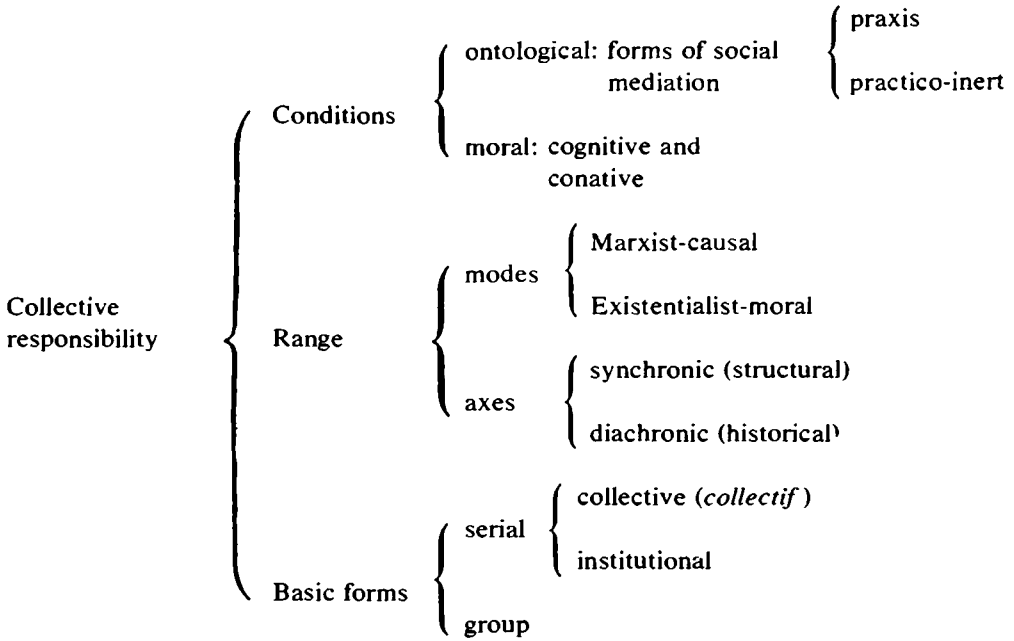 praxis
ontological: forms of social
mediation
practico-inert
Conditions
moral: cognitive and
conative
Marxist-causal
modes
Existentialist-moral
Collective
responsibility
Range
synchronic (structural)
axes
diachronic (historical)
collective (collectif)
serial
institutional
Basic forms
group